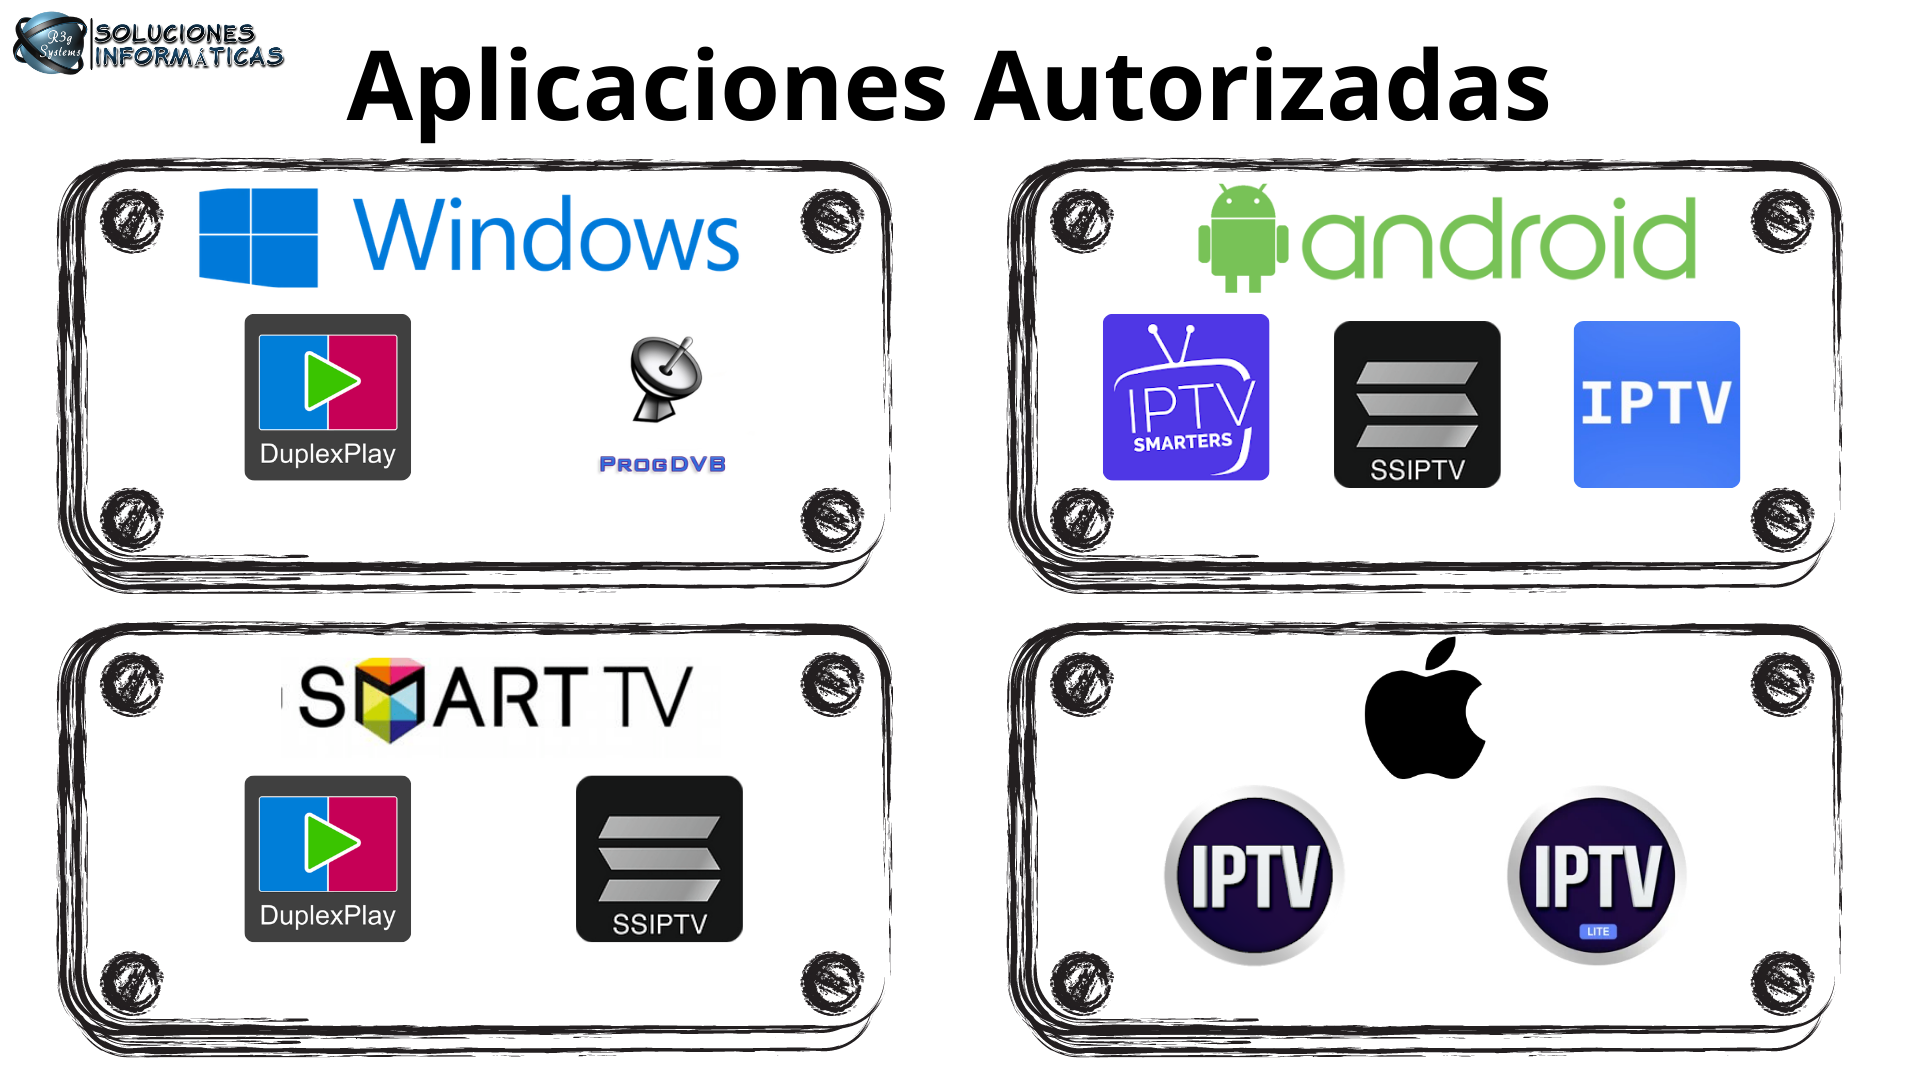 R3g
Systems
SOLUCIONES
INFORMÁTICAS
Aplicaciones Autorizadas
Windows
DuplexPlay
PROGDVB
android
IPTV
SMARTERS
SSIPTV
IPTV
SMART TV
DuplexPlay
SSIPTV
IPTV
IPTV
LITE